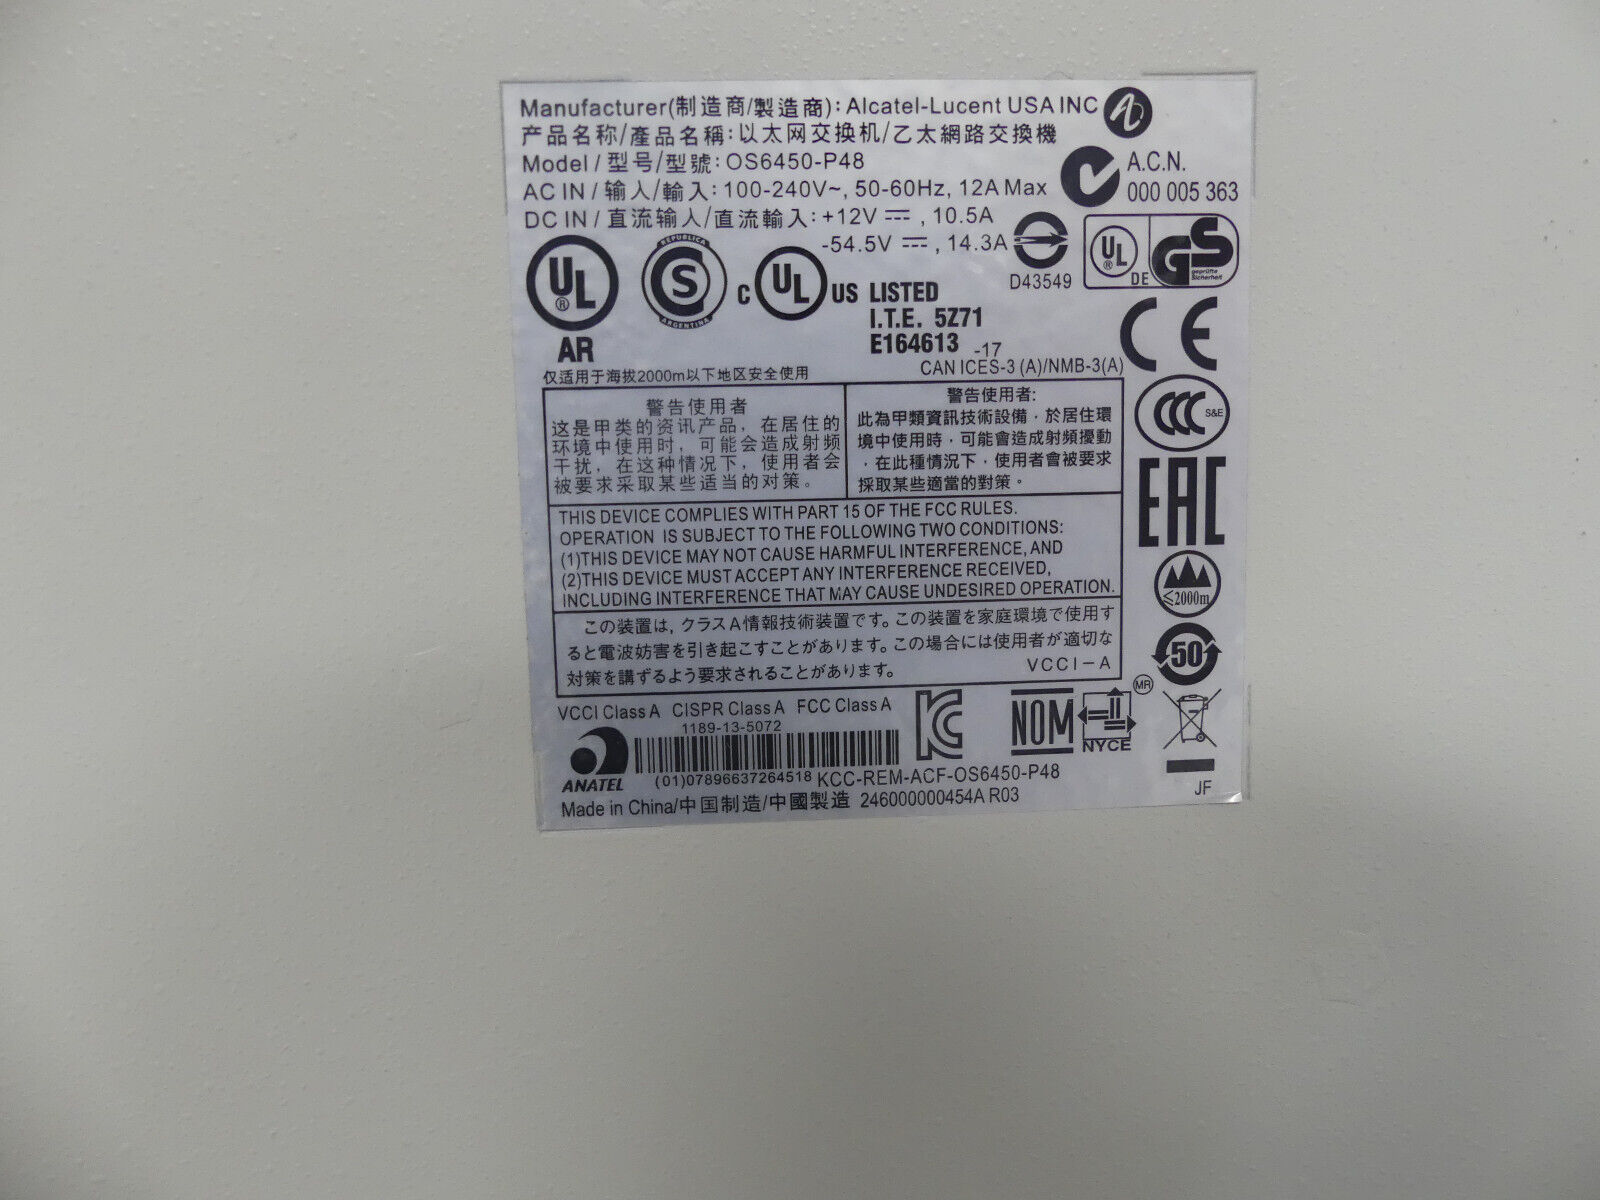 Manufacturer(制造商/製造商): Alcatel-Lucent USA INC
产品名称/產品名稱: 以太网交换机/乙太網路交換機
Model / 型号/型號: OS6450-P48
AC IN / 输入/輸入: 100-240V~, 50-60Hz, 12A Max
DC IN / 直流输入/直流輸入: +12V ⎓, 10.5A
-54.5V ⎓, 14.3A
A.C.N.
000 005 363
D43549
UL
®
DE
GS
geprüfte
Sicherheit
UL
®
AR
REPUBLICA
S
ARGENTINA
C UL US LISTED
®
I.T.E. 5Z71
E164613 -17
CAN ICES-3 (A)/NMB-3(A)
CE
仅适用于海拔2000m以下地区安全使用
警告使用者
这是甲类的资讯产品，在居住的
环境中使用时，可能会造成射频
干扰，在这种情况下，使用者会
被要求采取某些适当的对策。
警告使用者:
此為甲類資訊技術設備，於居住環
境中使用時，可能會造成射頻擾動
，在此種情況下，使用者會被要求
採取某些適當的對策。
CCC S&E
EAC
≤2000m
50
THIS DEVICE COMPLIES WITH PART 15 OF THE FCC RULES.
OPERATION IS SUBJECT TO THE FOLLOWING TWO CONDITIONS:
(1)THIS DEVICE MAY NOT CAUSE HARMFUL INTERFERENCE, AND
(2)THIS DEVICE MUST ACCEPT ANY INTERFERENCE RECEIVED,
INCLUDING INTERFERENCE THAT MAY CAUSE UNDESIRED OPERATION.
この装置は, クラスA情報技術装置です。この装置を家庭環境で使用す
ると電波妨害を引き起こすことがあります。この場合には使用者が適切な
対策を講ずるよう要求されることがあります。
VCCI－A
VCCI Class A CISPR Class A FCC Class A
1189-13-5072
ANATEL
(01)07896637264518
KC
KCC-REM-ACF-OS6450-P48
NOM
NYCE
MR
JF
Made in China/中国制造/中國製造 246000000454A R03